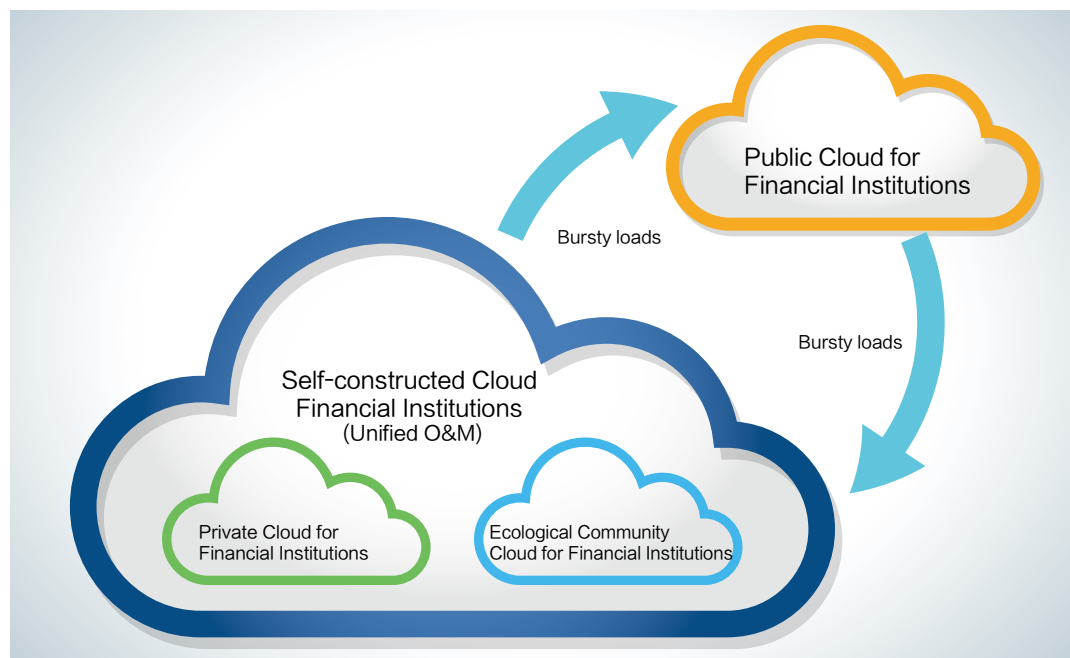 Public Cloud for
Financial Institutions
Bursty loads
Bursty loads
Self-constructed Cloud
Financial Institutions
(Unified O&M)
Private Cloud for
Financial Institutions
Ecological Community
Cloud for Financial Institutions